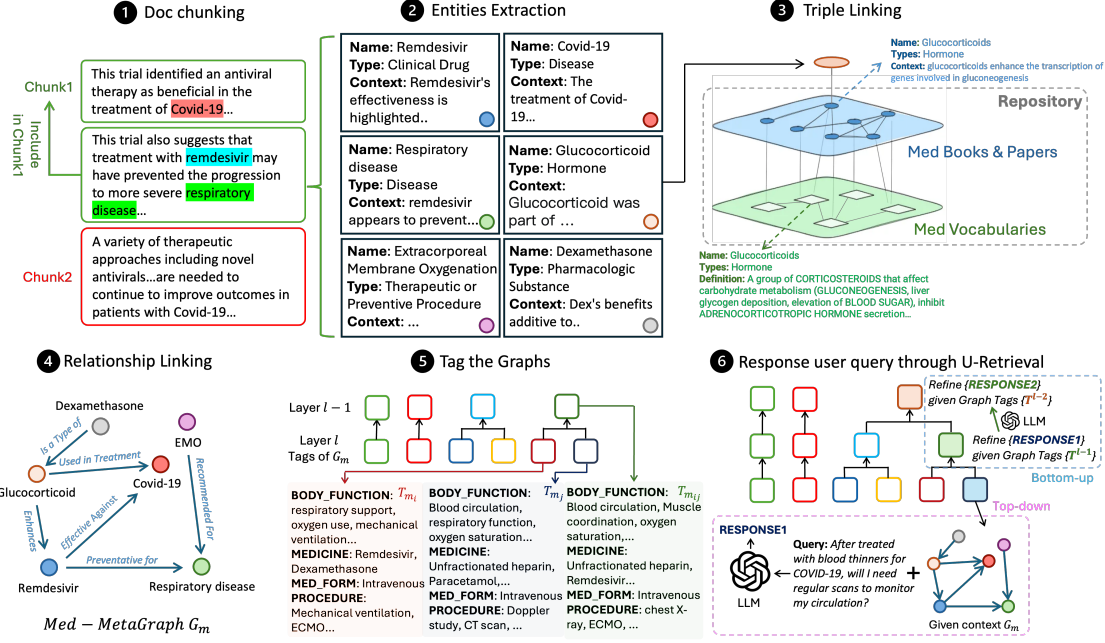 1 Doc chunking
Chunk1
Include
in Chunk1
This trial identified an antiviral
therapy as beneficial in the
treatment of Covid-19...
This trial also suggests that
treatment with remdesivir may
have prevented the progression
to more severe respiratory
disease...
Chunk2
A variety of therapeutic
approaches including novel
antivirals...are needed to
continue to improve outcomes in
patients with Covid-19...
2 Entities Extraction
Name: Remdesivir
Type: Clinical Drug
Context: Remdesivir's
effectiveness is
highlighted..
Name: Covid-19
Type: Disease
Context: The
treatment of Covid-
19...
Name: Respiratory
disease
Type: Disease
Context: remdesivir
appears to prevent...
Name: Glucocorticoid
Type: Hormone
Context:
Glucocorticoid was
part of ...
Name: Extracorporeal
Membrane Oxygenation
Type: Therapeutic or
Preventive Procedure
Context: ...
Name: Dexamethasone
Type: Pharmacologic
Substance
Context: Dex's benefits
additive to..
3 Triple Linking
Name: Glucocorticoids
Types: Hormone
Context: glucocorticoids enhance the transcription of
genes involved in gluconeogenesis
Repository
Med Books & Papers
Med Vocabularies
Name: Glucocorticoids
Types: Hormone
Definition: A group of CORTICOSTEROIDS that affect
carbohydrate metabolism (GLUCONEOGENESIS, liver
glycogen deposition, elevation of BLOOD SUGAR), inhibit
ADRENOCORTICOTROPIC HORMONE secretion...
4 Relationship Linking
Dexamethasone
EMO
Is a Type of
Used in Treatment
Covid-19
Glucocorticoid
Enhances
Effective Against
Recommended For
Preventative for
Remdesivir
Respiratory disease
Med − MetaGraph Gm
5 Tag the Graphs
Layer l − 1
Layer l
Tags of Gm
BODY_FUNCTION: Tmi
respiratory support,
oxygen use, mechanical
ventilation...
MEDICINE: Remdesivir,
Dexamethasone
MED_FORM: Intravenous
PROCEDURE:
Mechanical ventilation,
ECMO...
BODY_FUNCTION: Tmj
Blood circulation,
respiratory function,
oxygen saturation...
MEDICINE:
Unfractionated heparin,
Paracetamol,...
MED_FORM: Intravenous
PROCEDURE: Doppler
study, CT scan, ...
BODY_FUNCTION: Tmij
Blood circulation, Muscle
coordination, oxygen
saturation,...
MEDICINE:
Unfractionated heparin,
Remdesivir...
MED_FORM: Intravenous
PROCEDURE: chest X-
ray, ECMO, ...
6 Response user query through U-Retrieval
Refine {RESPONSE2}
given Graph Tags {T^l−2}
LLM
Refine {RESPONSE1}
given Graph Tags {T^l−1}
Bottom-up
Top-down
RESPONSE1
LLM
Query: After treated
with blood thinners for
COVID-19, will I need
regular scans to monitor
my circulation?
+
Given context Gm